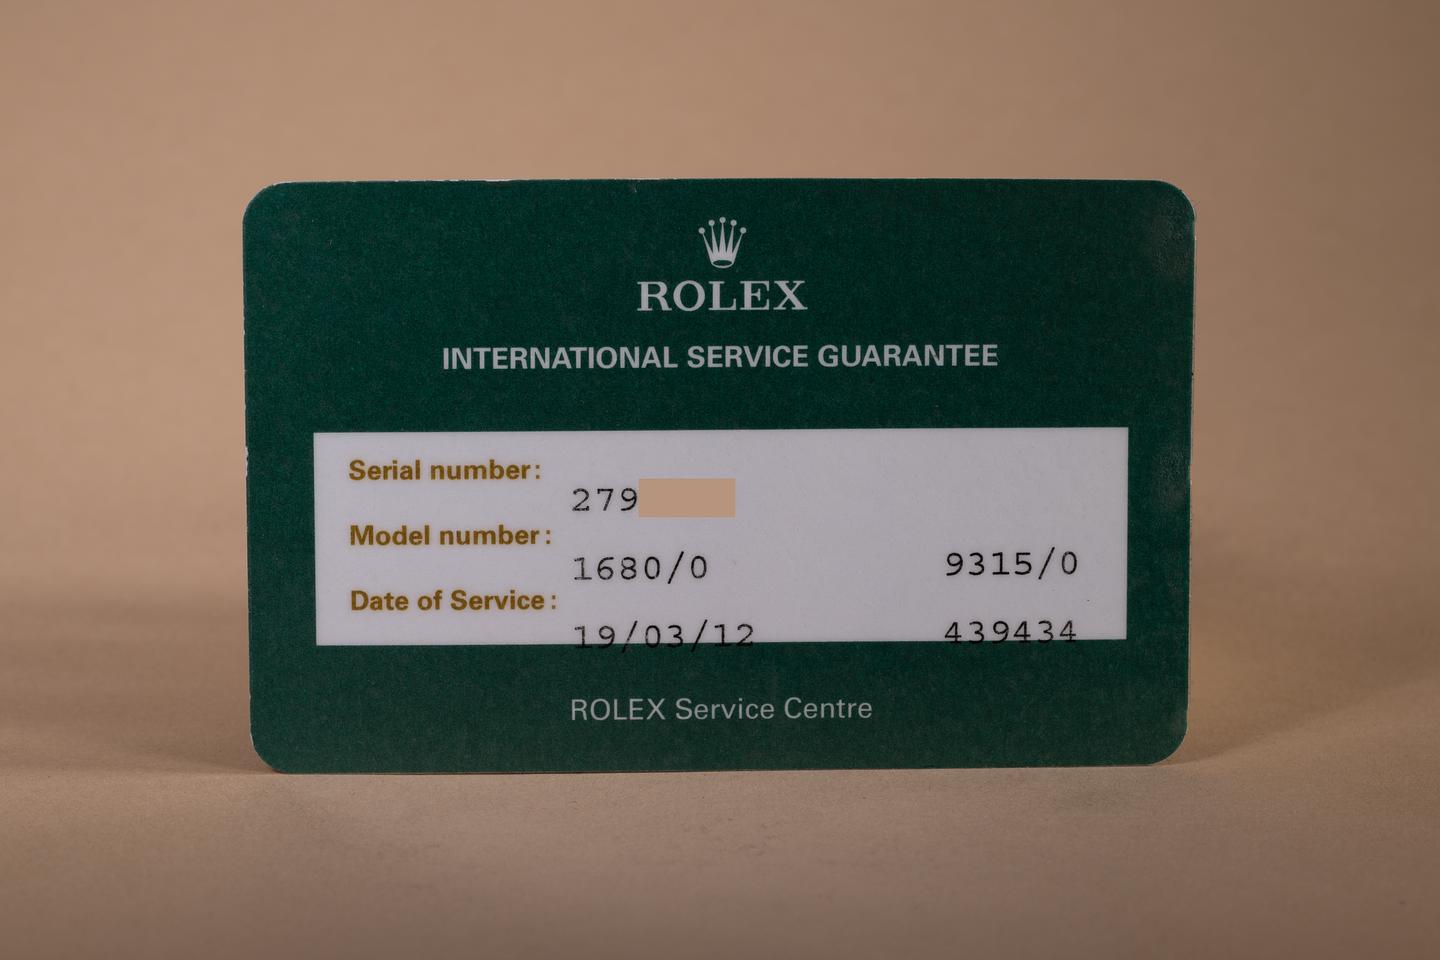 ROLEX
INTERNATIONAL SERVICE GUARANTEE
Serial number:
279
Model number:
1680/0 9315/0
Date of Service:
19/03/12 439434
ROLEX Service Centre